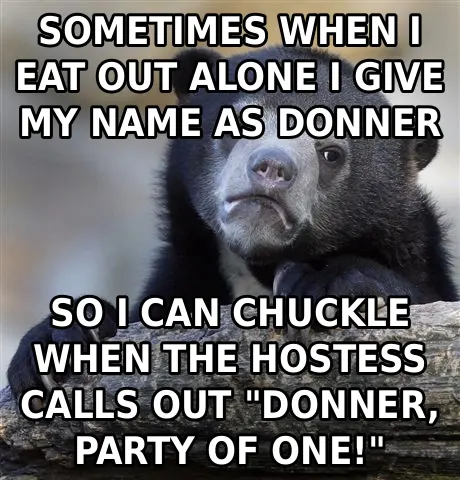 SOMETIMES WHEN I
EAT OUT ALONE I GIVE
MY NAME AS DONNER
SO I CAN CHUCKLE
WHEN THE HOSTESS
CALLS OUT "DONNER,
PARTY OF ONE!"